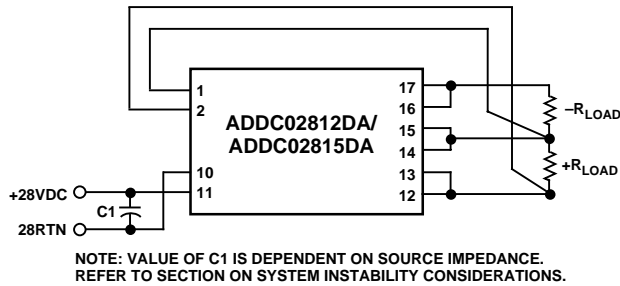 1
2
10
11
ADDC02812DA/
ADDC02815DA
17
16
15
14
13
12
–RLOAD
+RLOAD
+28VDC
C1
28RTN
NOTE: VALUE OF C1 IS DEPENDENT ON SOURCE IMPEDANCE.
REFER TO SECTION ON SYSTEM INSTABILITY CONSIDERATIONS.